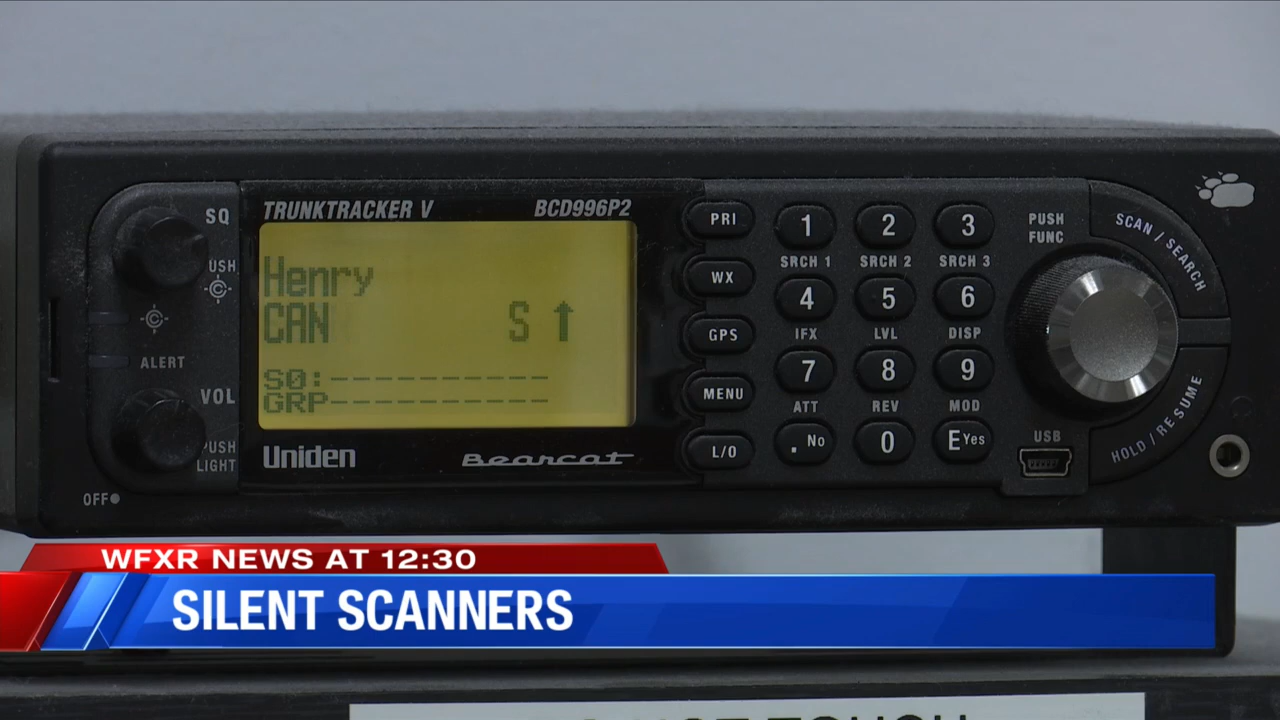 TRUNKTRACKER V BCD996P2
SQ
PUSH
ALERT
VOL
PUSH
LIGHT
OFF
Henry
CAN S ↑
S0:----------
GRP----------
Uniden Bearcat
PRI
WX
GPS
MENU
L/O
1 2 3
SRCH 1 SRCH 2 SRCH 3
4 5 6
IFX LVL DISP
7 8 9
ATT REV MOD
. No 0 E Yes
PUSH
FUNC
SCAN / SEARCH
HOLD / RESUME
USB
WFXR NEWS AT 12:30
SILENT SCANNERS
TOUCH